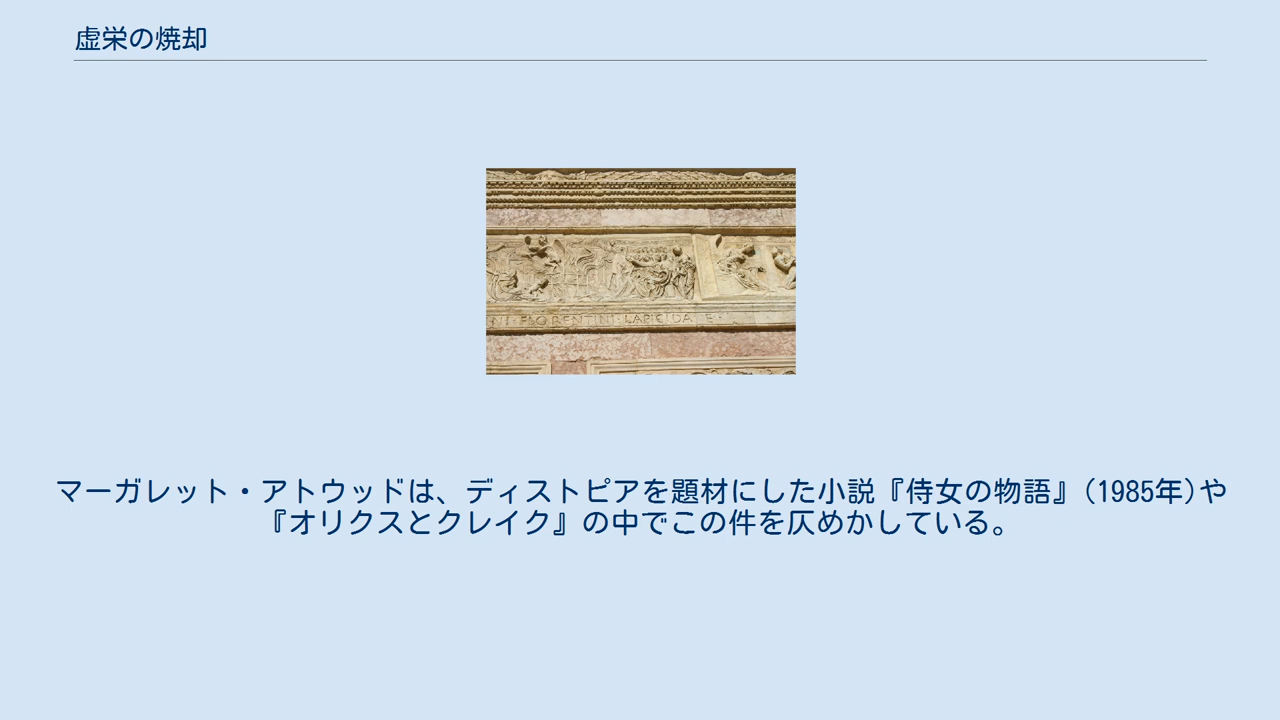 虚栄の焼却
NI · FLORENTINI · LAPICIDA E ·
マーガレット・アトウッドは、ディストピアを題材にした小説『侍女の物語』(1985年)や
『オリクスとクレイク』の中でこの件を仄めかしている。